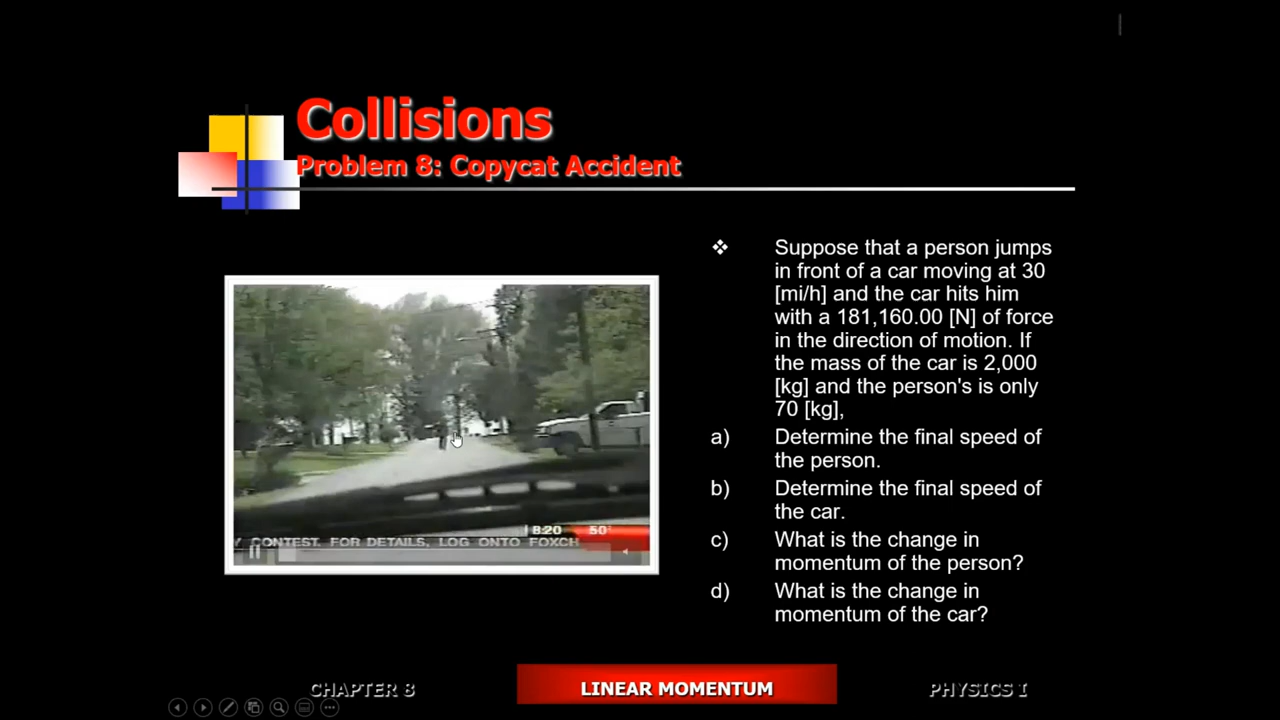 Collisions
Problem 8: Copycat Accident
❖ Suppose that a person jumps
in front of a car moving at 30
[mi/h] and the car hits him
with a 181,160.00 [N] of force
in the direction of motion. If
the mass of the car is 2,000
[kg] and the person's is only
70 [kg],
a) Determine the final speed of
the person.
b) Determine the final speed of
the car.
c) What is the change in
momentum of the person?
d) What is the change in
momentum of the car?
8:20 50°
Y CONTEST. FOR DETAILS, LOG ONTO FOXCH
CHAPTER 8
LINEAR MOMENTUM
PHYSICS I